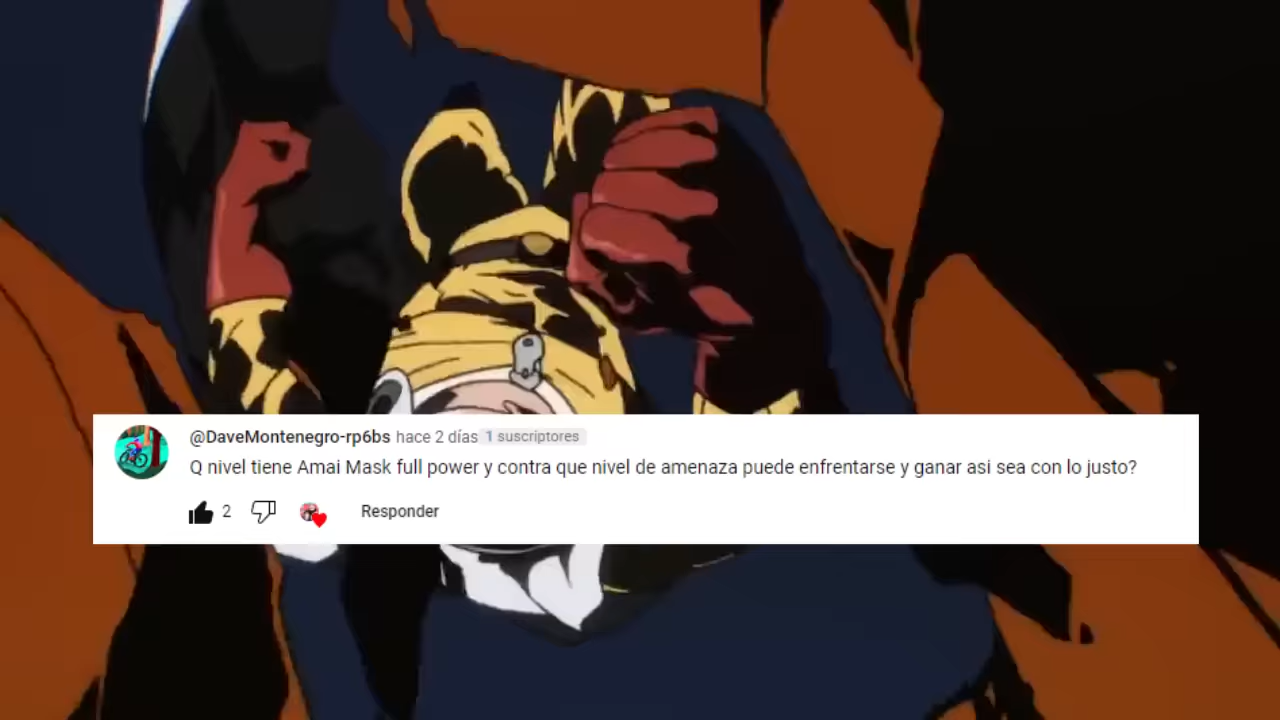 @DaveMontenegro-rp6bs hace 2 días 1 suscriptores
Q nivel tiene Amai Mask full power y contra que nivel de amenaza puede enfrentarse y ganar asi sea con lo justo?
2 Responder